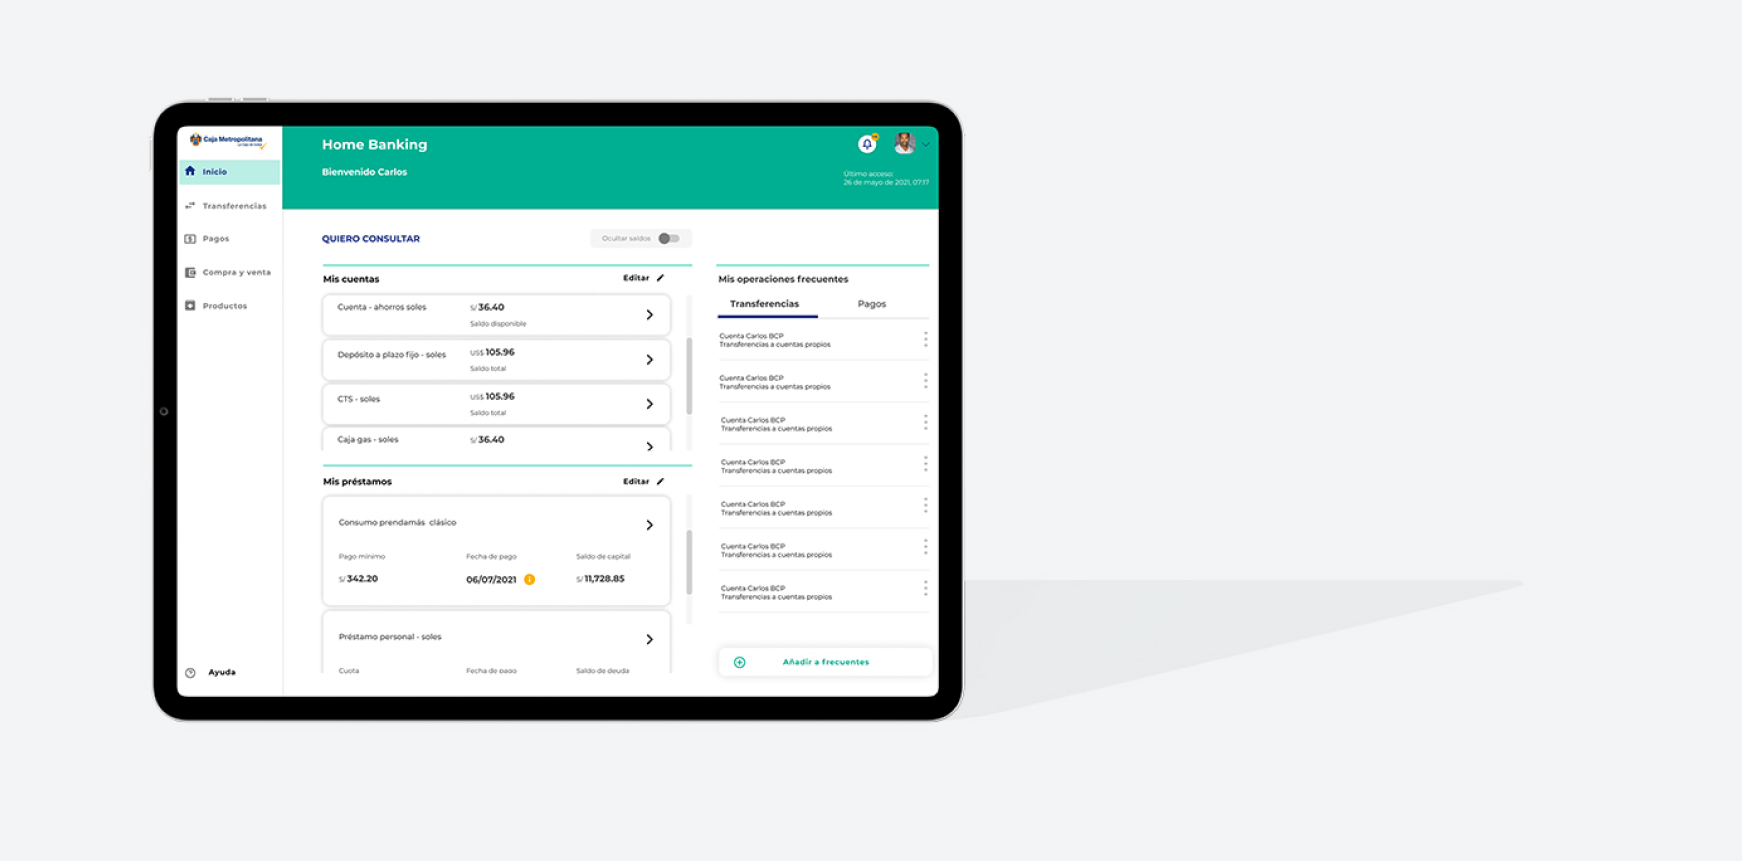 Caja Metropolitana
Inicio
Transferencias
Pagos
Compra y venta
Productos
Ayuda
Home Banking
Bienvenido Carlos
Último acceso:
26 de mayo de 2021, 07:17
QUIERO CONSULTAR
Ocultar saldos
Mis cuentas
Editar
Cuenta - ahorros soles
S/ 36.40
Saldo disponible
Depósito a plazo fijo - soles
US$ 105.96
Saldo total
CTS - soles
US$ 105.96
Saldo total
Caja gas - soles
S/ 36.40
Mis préstamos
Editar
Consumo prendamás clásico
Pago mínimo
S/ 342.20
Fecha de pago
06/07/2021
Saldo de capital
S/ 11,728.85
Préstamo personal - soles
Cuota
Fecha de pago
Saldo de deuda
Mis operaciones frecuentes
Transferencias
Pagos
Cuenta Carlos BCP
Transferencias a cuentas propios
Cuenta Carlos BCP
Transferencias a cuentas propios
Cuenta Carlos BCP
Transferencias a cuentas propios
Cuenta Carlos BCP
Transferencias a cuentas propios
Cuenta Carlos BCP
Transferencias a cuentas propios
Cuenta Carlos BCP
Transferencias a cuentas propios
Cuenta Carlos BCP
Transferencias a cuentas propios
Añadir a frecuentes